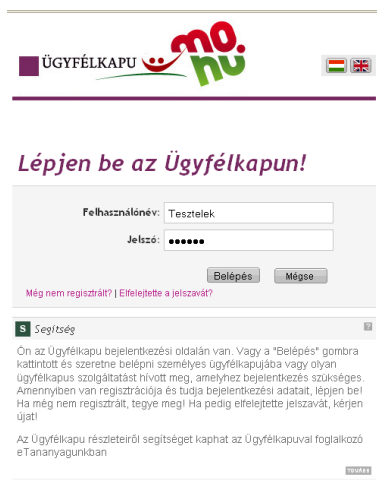 ÜGYFÉLKAPU mo.hu
Lépjen be az Ügyfélkapun!
Felhasználónév: Tesztelek
Jelszó: ●●●●●●
Belépés Mégse
Még nem regisztrált? | Elfelejtette a jelszavát?
S Segítség ?
Ön az Ügyfélkapu bejelentkezési oldalán van. Vagy a "Belépés" gombra
kattintott és szeretne belépni személyes ügyfélkapujába vagy olyan
ügyfélkapus szolgáltatást hívott meg, amelyhez bejelentkezés szükséges.
Amennyiben van regisztrációja és tudja bejelentkezési adatait, lépjen be!
Ha még nem regisztrált, tegye meg! Ha pedig elfelejtette jelszavát, kérjen
újat!
Az Ügyfélkapu részleteiről segítséget kaphat az Ügyfélkapuval foglalkozó
eTananyagunkban
TOVÁBB